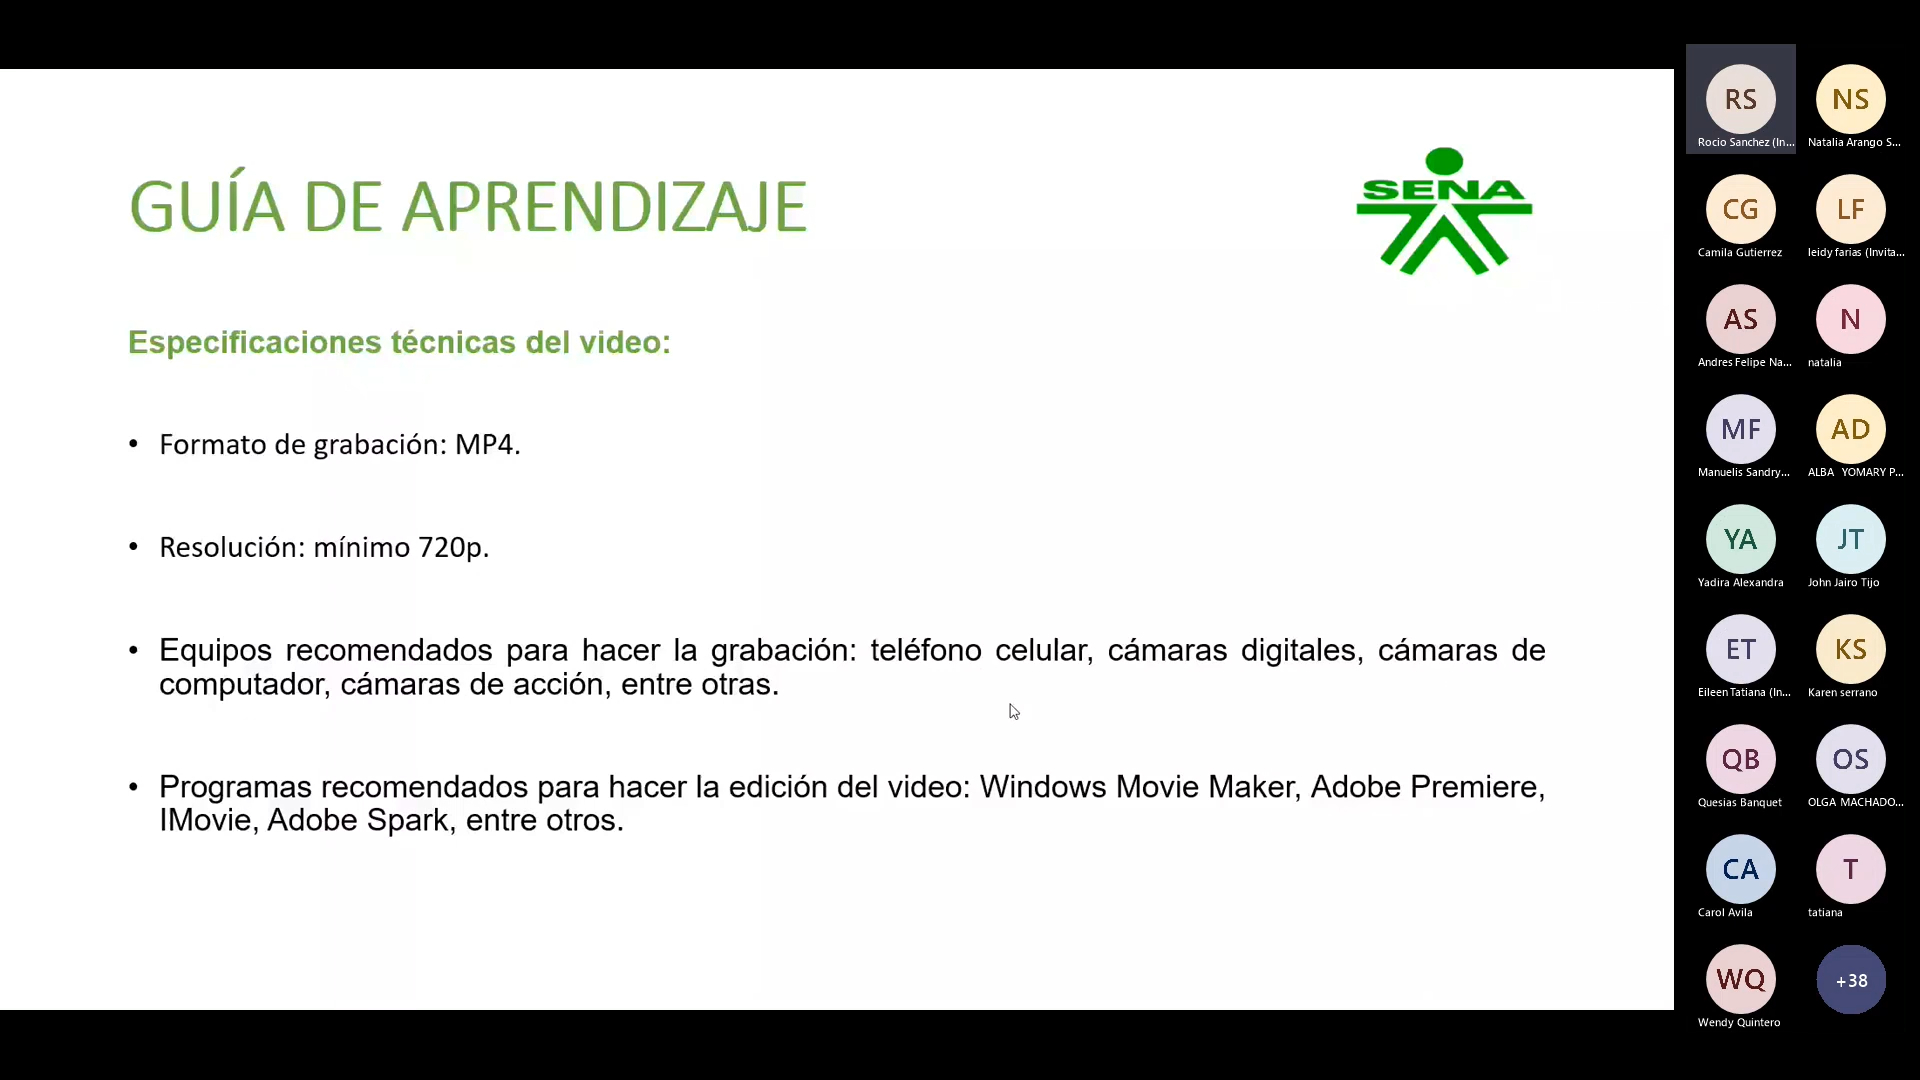 GUÍA DE APRENDIZAJE
SENA
Especificaciones técnicas del video:
• Formato de grabación: MP4.
• Resolución: mínimo 720p.
• Equipos recomendados para hacer la grabación: teléfono celular, cámaras digitales, cámaras de
computador, cámaras de acción, entre otras.
• Programas recomendados para hacer la edición del video: Windows Movie Maker, Adobe Premiere,
IMovie, Adobe Spark, entre otros.
RS
Rocio Sanchez (In...
NS
Natalia Arango S...
CG
Camila Gutierrez
LF
leidy farias (Invita...
AS
Andres Felipe Na...
N
natalia
MF
Manuelis Sandry...
AD
ALBA YOMARY P...
YA
Yadira Alexandra
JT
John Jairo Tijo
ET
Eileen Tatiana (In...
KS
Karen serrano
QB
Quesias Banquet
OS
OLGA MACHADO...
CA
Carol Avila
T
tatiana
WQ
Wendy Quintero
+38